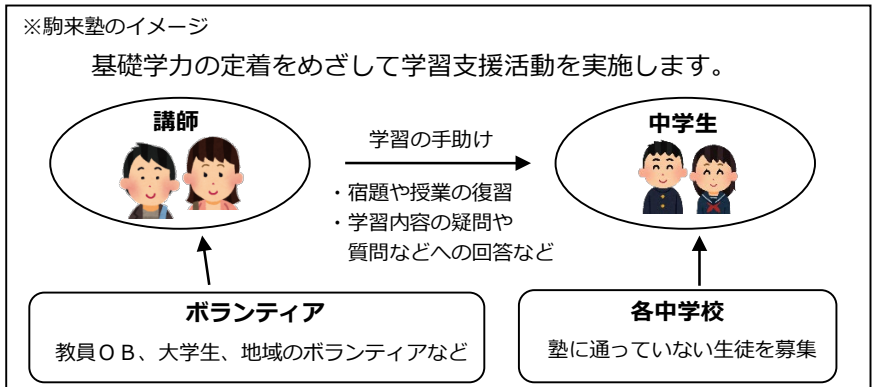 ※駒来塾のイメージ
基礎学力の定着をめざして学習支援活動を実施します。
講師
学習の手助け
・宿題や授業の復習
・学習内容の疑問や
質問などへの回答など
中学生
ボランティア
教員ＯＢ、大学生、地域のボランティアなど
各中学校
塾に通っていない生徒を募集